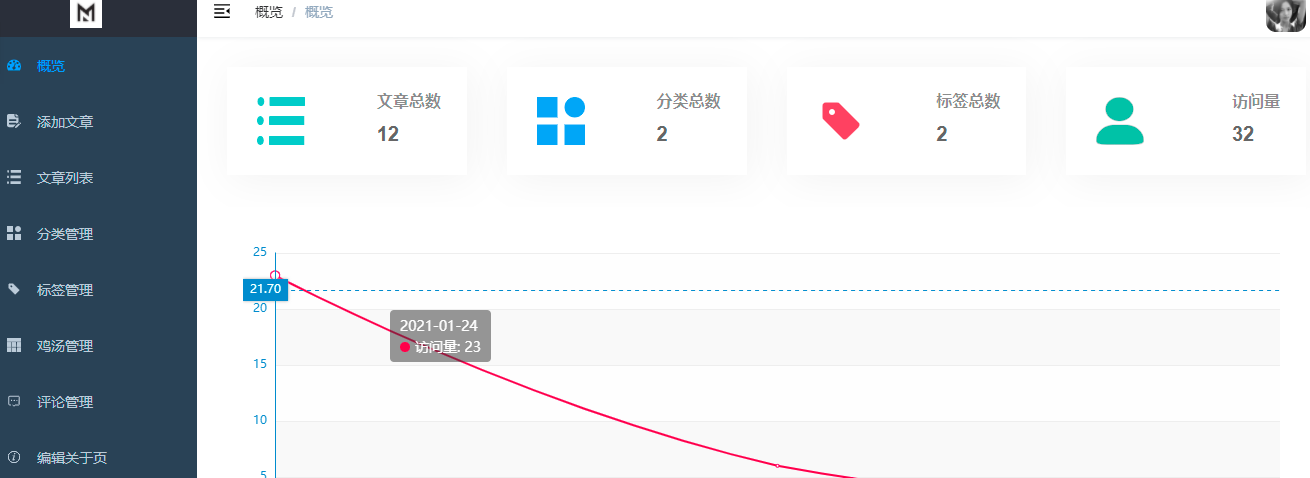 概览 / 概览
概览
添加文章
文章列表
分类管理
标签管理
鸡汤管理
评论管理
编辑关于页
文章总数
12
分类总数
2
标签总数
2
访问量
32
25
21.70
20
15
10
5
2021-01-24
访问量: 23